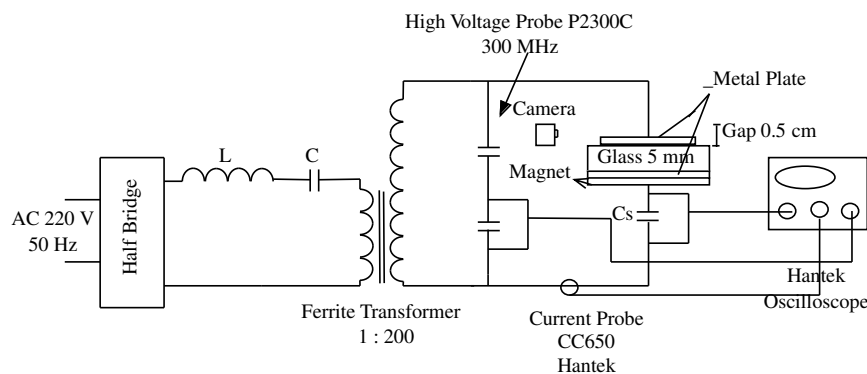 High Voltage Probe P2300C
300 MHz
_Metal Plate
Camera
Gap 0.5 cm
L
C
Glass 5 mm
Magnet
AC 220 V
50 Hz
Half Bridge
Cs
Hantek
Oscilloscope
Ferrite Transformer
1 : 200
Current Probe
CC650
Hantek